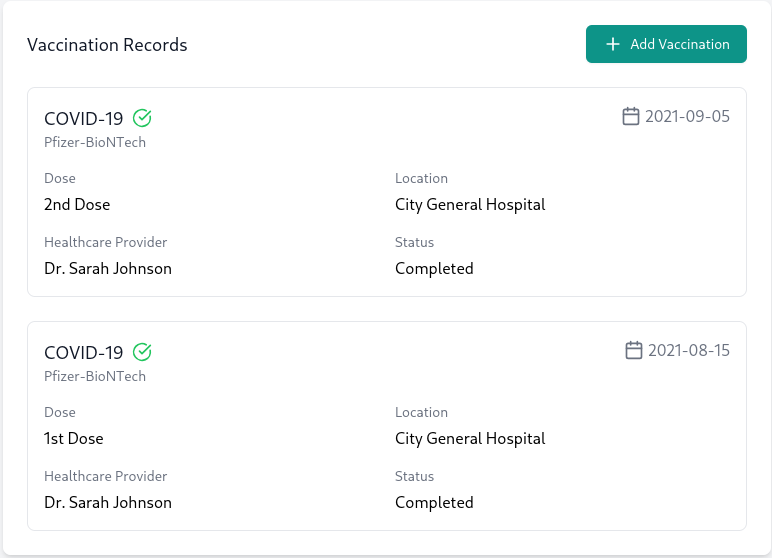 Vaccination Records
Add Vaccination
COVID-19
2021-09-05
Pfizer-BioNTech
Dose
Location
2nd Dose
City General Hospital
Healthcare Provider
Status
Dr. Sarah Johnson
Completed
COVID-19
2021-08-15
Pfizer-BioNTech
Dose
Location
1st Dose
City General Hospital
Healthcare Provider
Status
Dr. Sarah Johnson
Completed